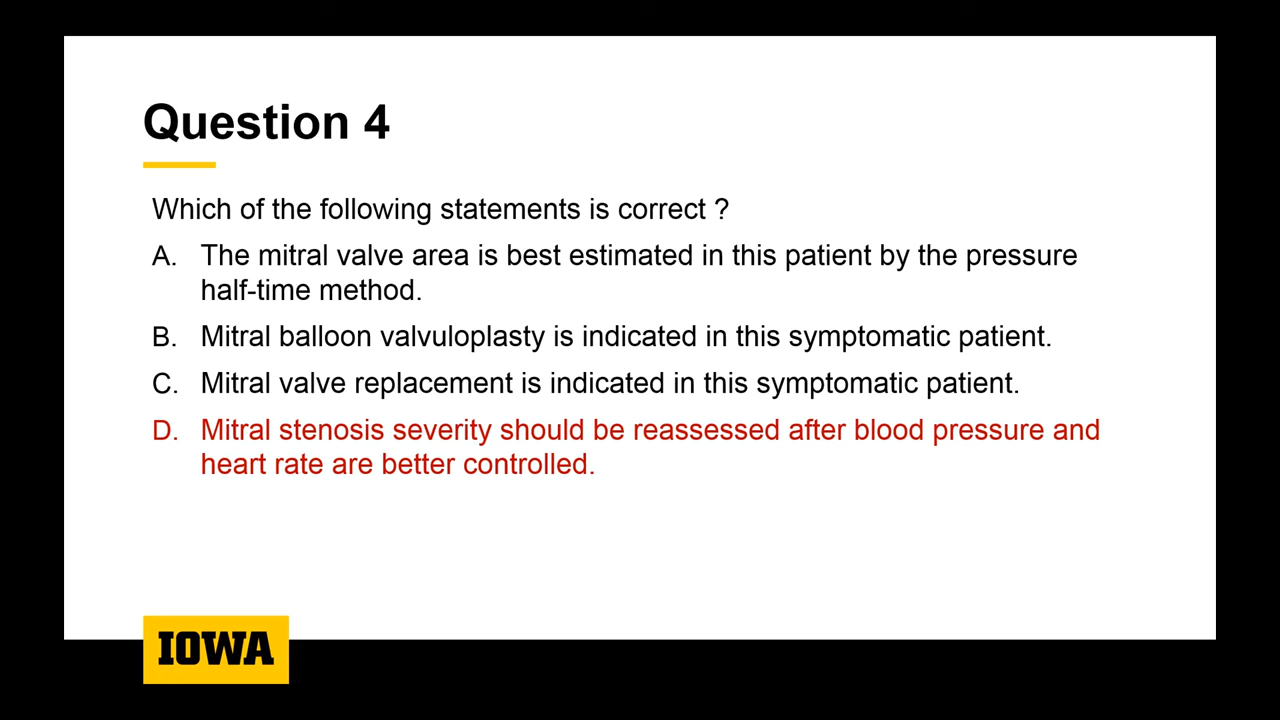 Question 4
Which of the following statements is correct ?
A. The mitral valve area is best estimated in this patient by the pressure
half-time method.
B. Mitral balloon valvuloplasty is indicated in this symptomatic patient.
C. Mitral valve replacement is indicated in this symptomatic patient.
D. Mitral stenosis severity should be reassessed after blood pressure and
heart rate are better controlled.
IOWA